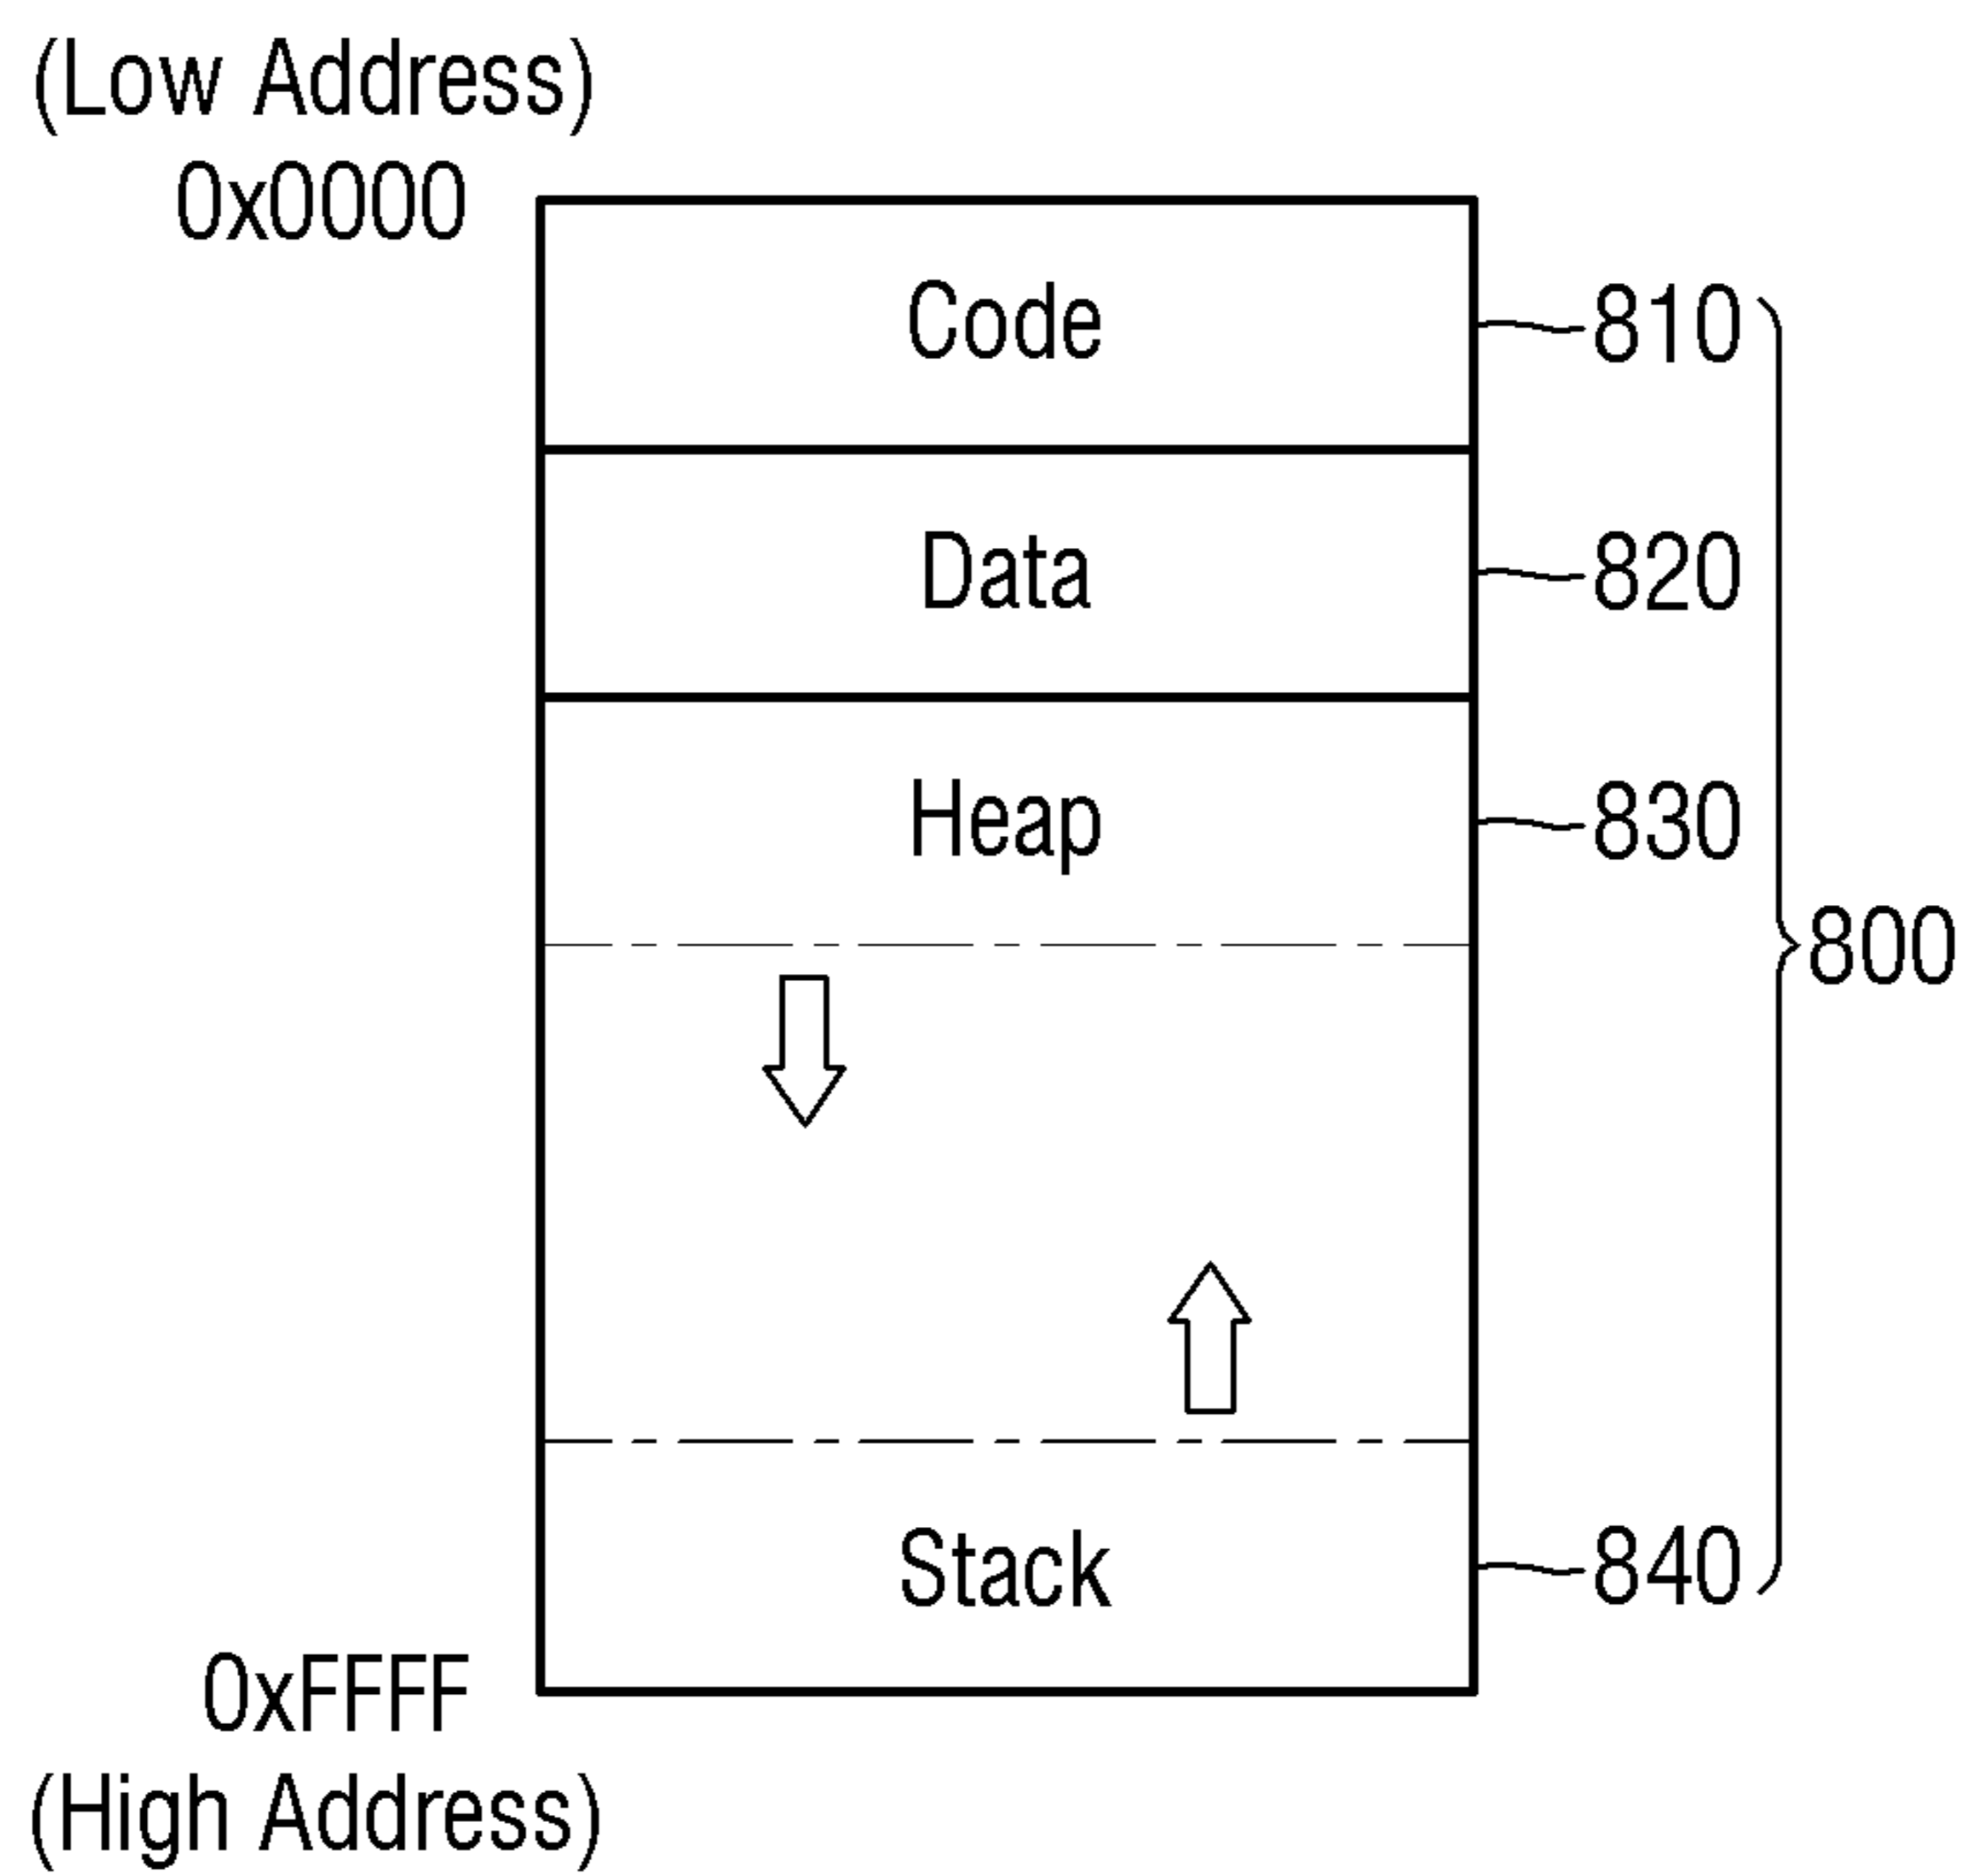 (Low Address)
0x0000
Code
810
Data
820
Heap
830
800
Stack
840
0xFFFF
(High Address)